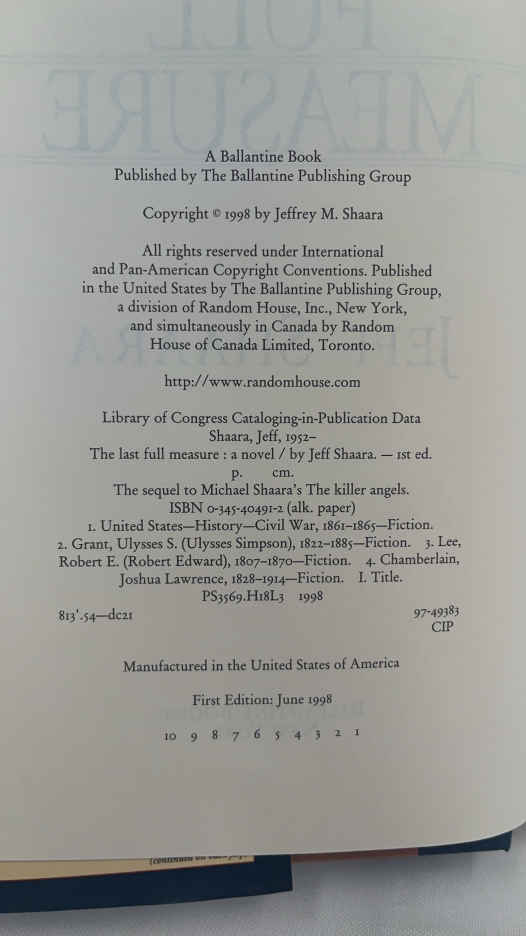 FULL
MEASURE
A Ballantine Book
Published by The Ballantine Publishing Group
Copyright © 1998 by Jeffrey M. Shaara
All rights reserved under International
and Pan-American Copyright Conventions. Published
in the United States by The Ballantine Publishing Group,
a division of Random House, Inc., New York,
and simultaneously in Canada by Random
House of Canada Limited, Toronto.
JEFF SHAARA
http://www.randomhouse.com
Library of Congress Cataloging-in-Publication Data
Shaara, Jeff, 1952–
The last full measure : a novel / by Jeff Shaara. — 1st ed.
p. cm.
The sequel to Michael Shaara's The killer angels.
ISBN 0-345-40491-2 (alk. paper)
1. United States—History—Civil War, 1861–1865—Fiction.
2. Grant, Ulysses S. (Ulysses Simpson), 1822–1885—Fiction. 3. Lee,
Robert E. (Robert Edward), 1807–1870—Fiction. 4. Chamberlain,
Joshua Lawrence, 1828–1914—Fiction. I. Title.
PS3569.H18L3 1998
813'.54—dc21 97-49383
CIP
Manufactured in the United States of America
First Edition: June 1998
10 9 8 7 6 5 4 3 2 1
(continued on back